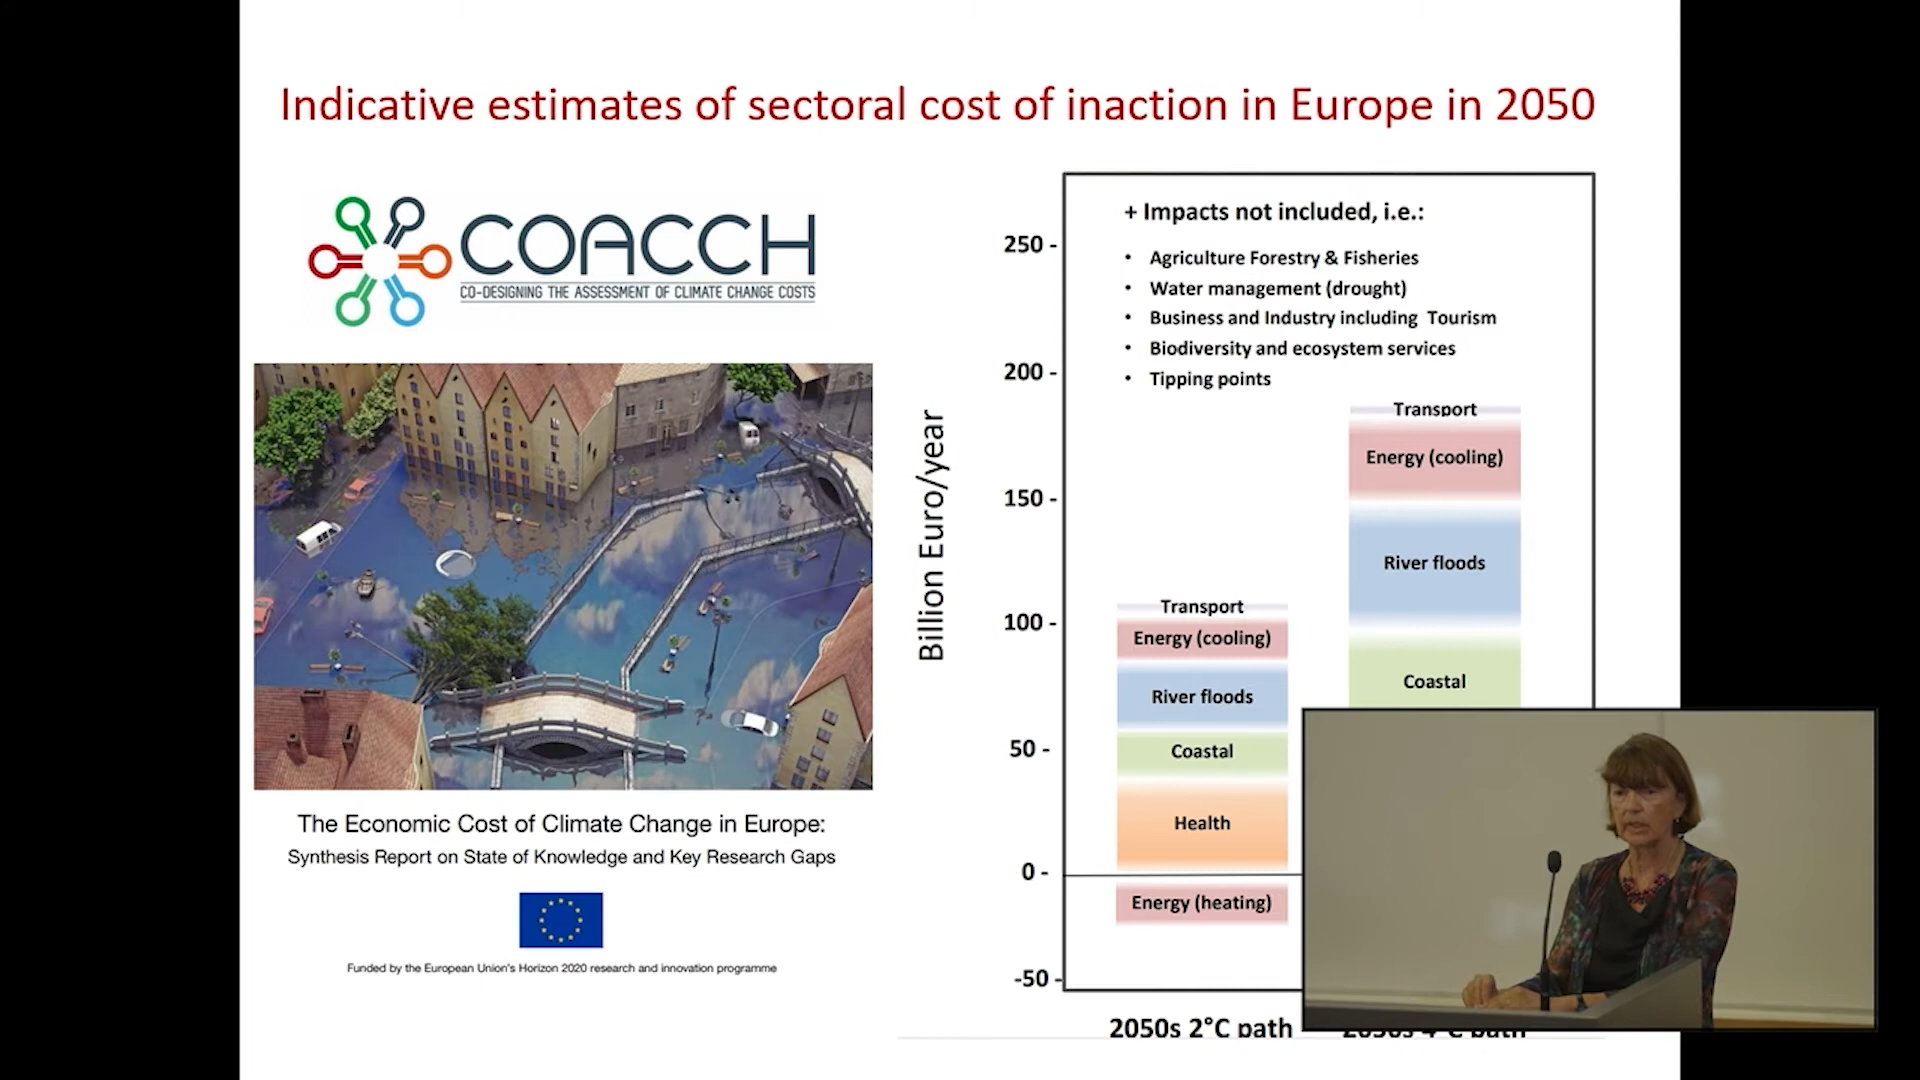 Indicative estimates of sectoral cost of inaction in Europe in 2050
COACCH
CO-DESIGNING THE ASSESSMENT OF CLIMATE CHANGE COSTS
The Economic Cost of Climate Change in Europe:
Synthesis Report on State of Knowledge and Key Research Gaps
Funded by the European Union's Horizon 2020 research and innovation programme
Billion Euro/year
250 -
200 -
150 -
100 -
50 -
0 -
-50 -
+ Impacts not included, i.e.:
• Agriculture Forestry & Fisheries
• Water management (drought)
• Business and Industry including Tourism
• Biodiversity and ecosystem services
• Tipping points
Transport
Energy (cooling)
River floods
Coastal
Health
Energy (heating)
2050s 2°C path
Transport
Energy (cooling)
River floods
Coastal